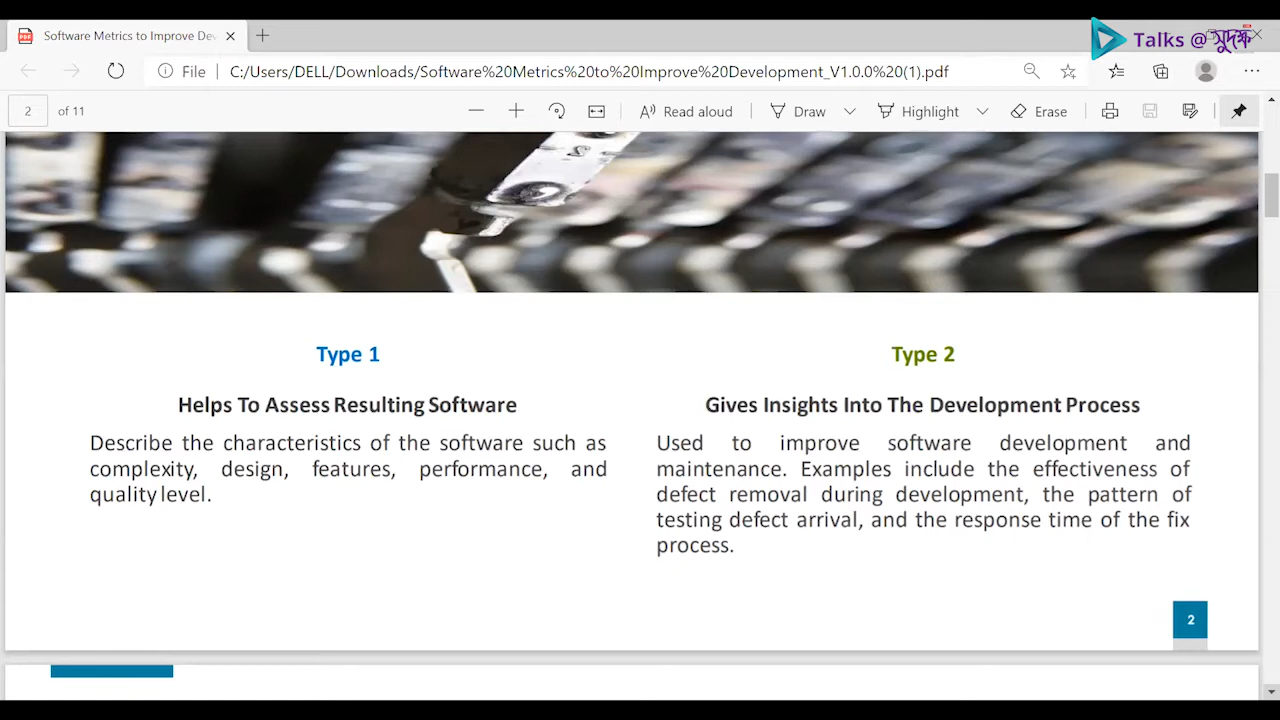 Software Metrics to Improve De
Talks @ সুদক্ষ
File
C:/Users/DELL/Downloads/Software%20Metrics%20to%20Improve%20Development_V1.0.0%20(1).pdf
2 of 11
Read aloud
Draw
Highlight
Erase
Type 1
Helps To Assess Resulting Software
Describe the characteristics of the software such as
complexity, design, features, performance, and
quality level.
Type 2
Gives Insights Into The Development Process
Used to improve software development and
maintenance. Examples include the effectiveness of
defect removal during development, the pattern of
testing defect arrival, and the response time of the fix
process.
2